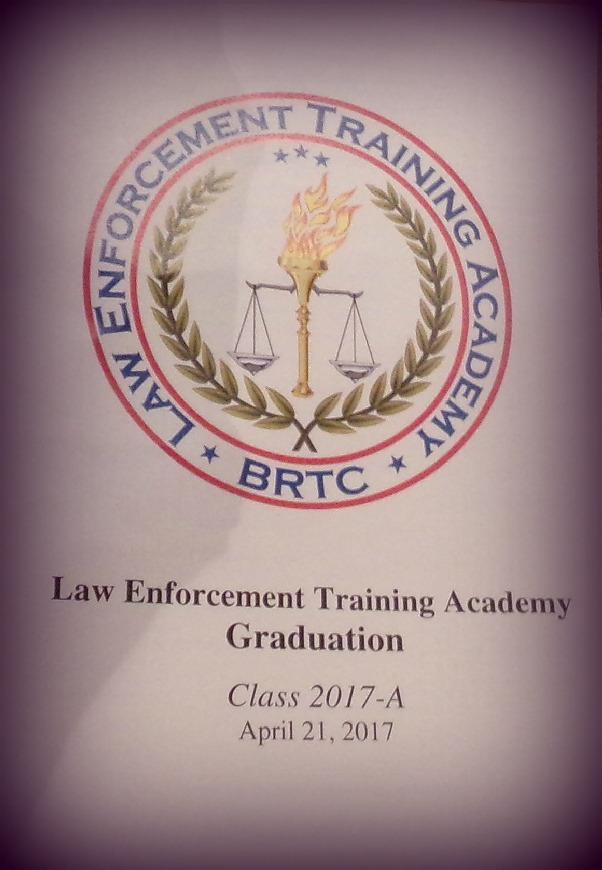 LAW ENFORCEMENT TRAINING ACADEMY
BRTC
Law Enforcement Training Academy
Graduation
Class 2017-A
April 21, 2017